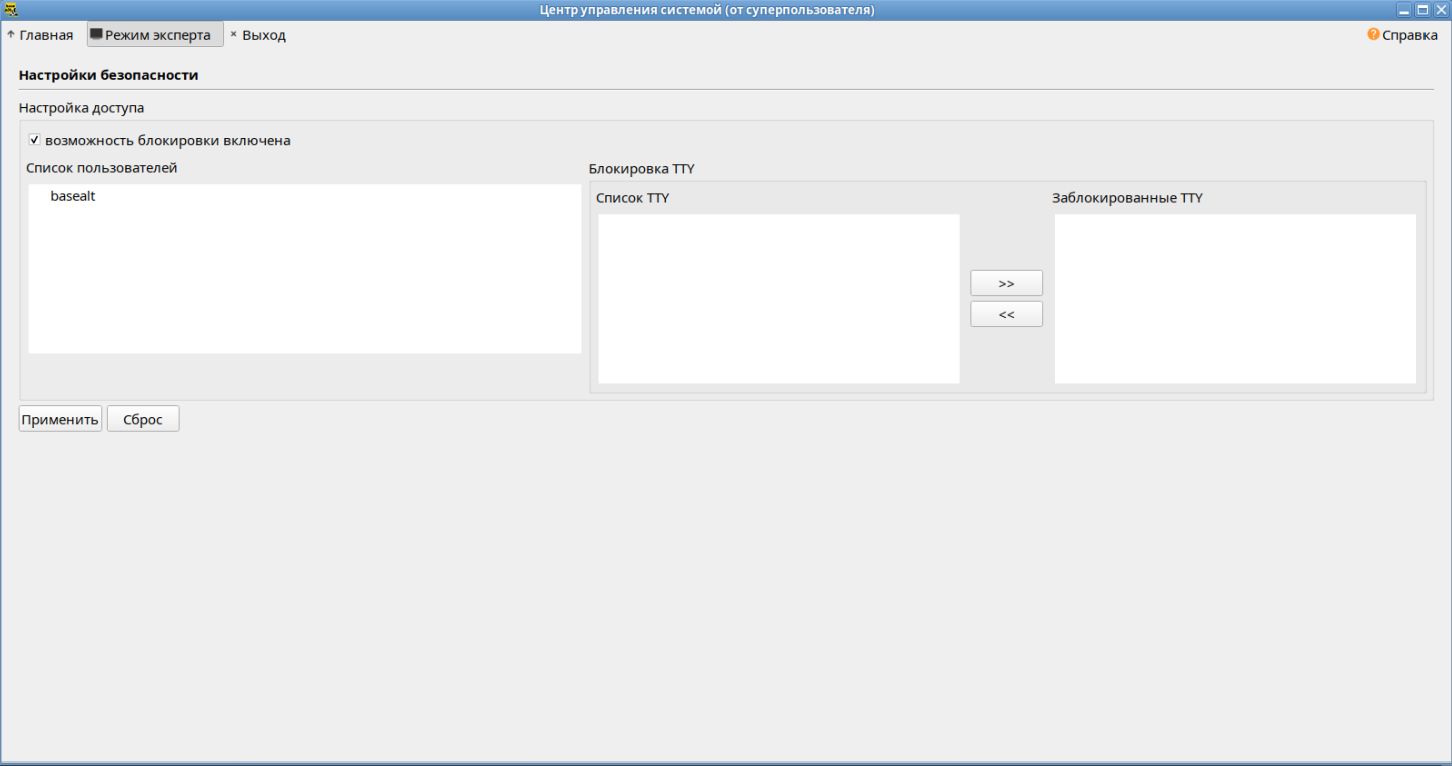 Центр управления системой (от суперпользователя)
Главная Режим эксперта × Выход Справка
Настройки безопасности
Настройка доступа
возможность блокировки включена
Список пользователей
basealt
Блокировка TTY
Список TTY
>>
<<
Заблокированные TTY
Применить Сброс